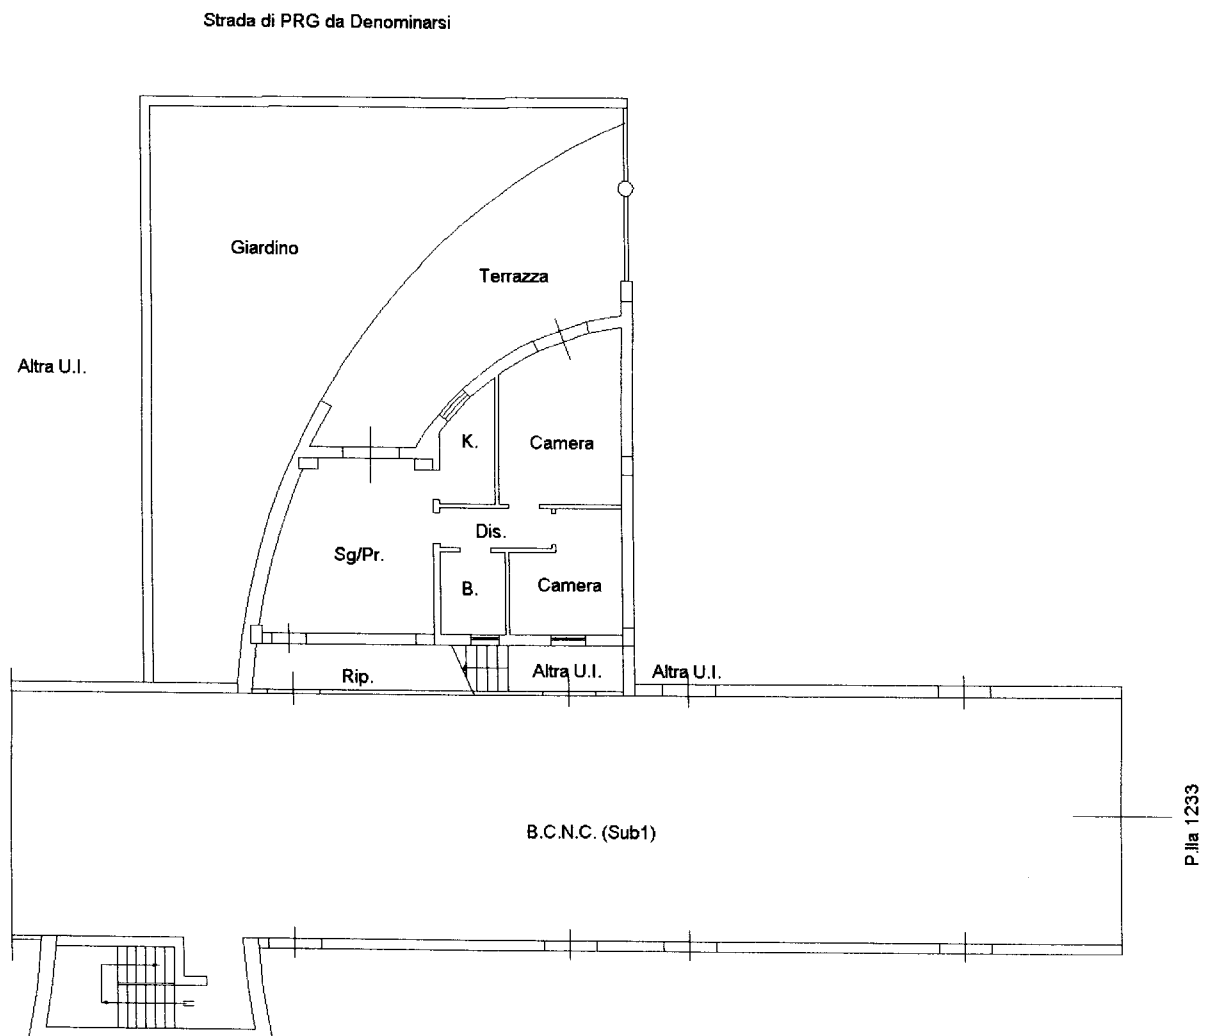 Strada di PRG da Denominarsi
Giardino
Terrazza
Altra U.I.
K.
Camera
Dis.
Sg/Pr.
B.
Camera
Rip.
Altra U.I.
Altra U.I.
B.C.N.C. (Sub1)
P.lla 1233